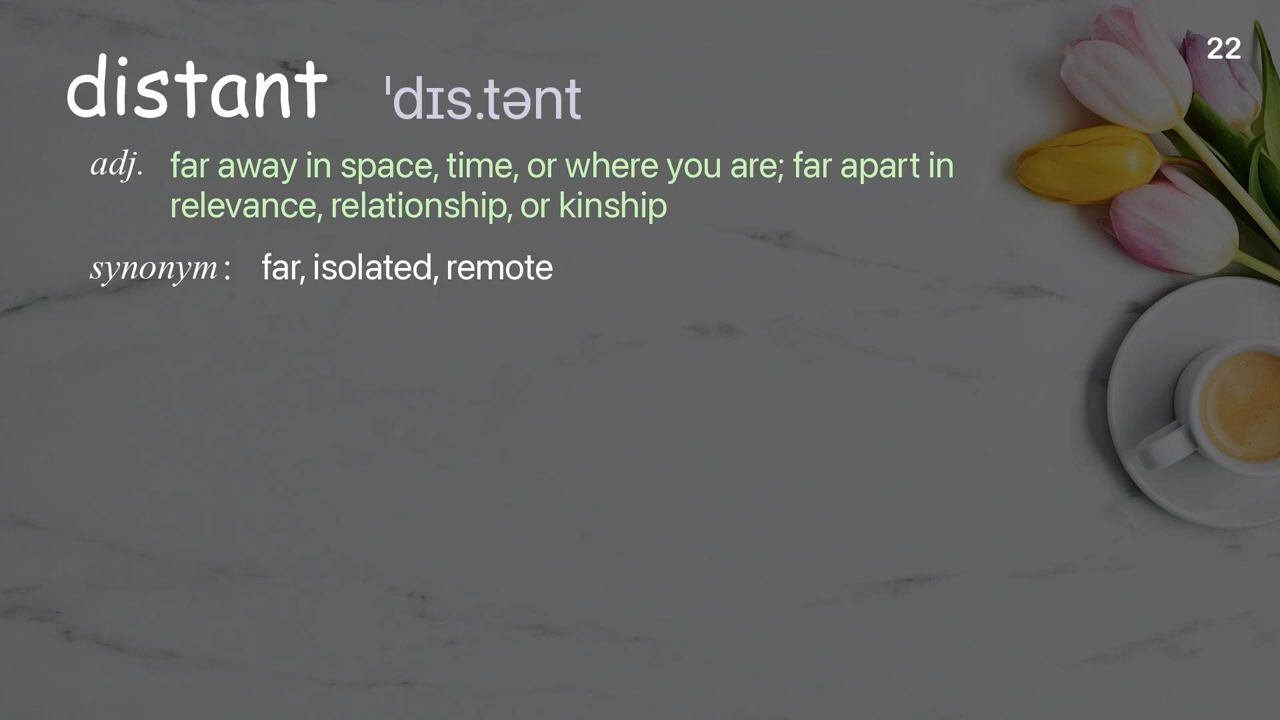 22
distant ˈdɪs.tənt
adj. far away in space, time, or where you are; far apart in
relevance, relationship, or kinship
synonym: far, isolated, remote